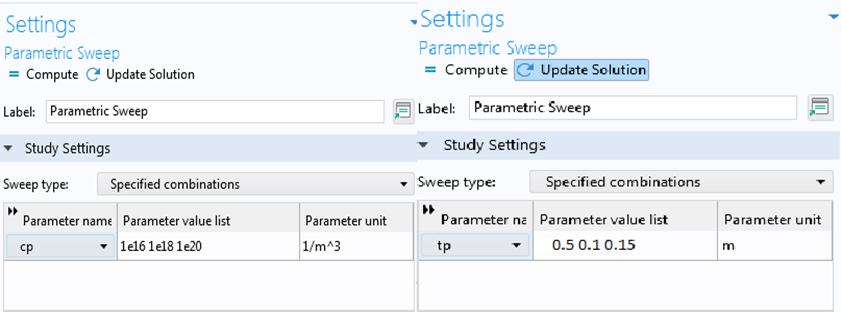 Settings
Parametric Sweep
= Compute Update Solution
Label: Parametric Sweep
Study Settings
Sweep type: Specified combinations
Parameter name Parameter value list Parameter unit
cp 1e16 1e18 1e20 1/m^3
Settings
Parametric Sweep
= Compute Update Solution
Label: Parametric Sweep
Study Settings
Sweep type: Specified combinations
Parameter na Parameter value list Parameter unit
tp 0.5 0.1 0.15 m